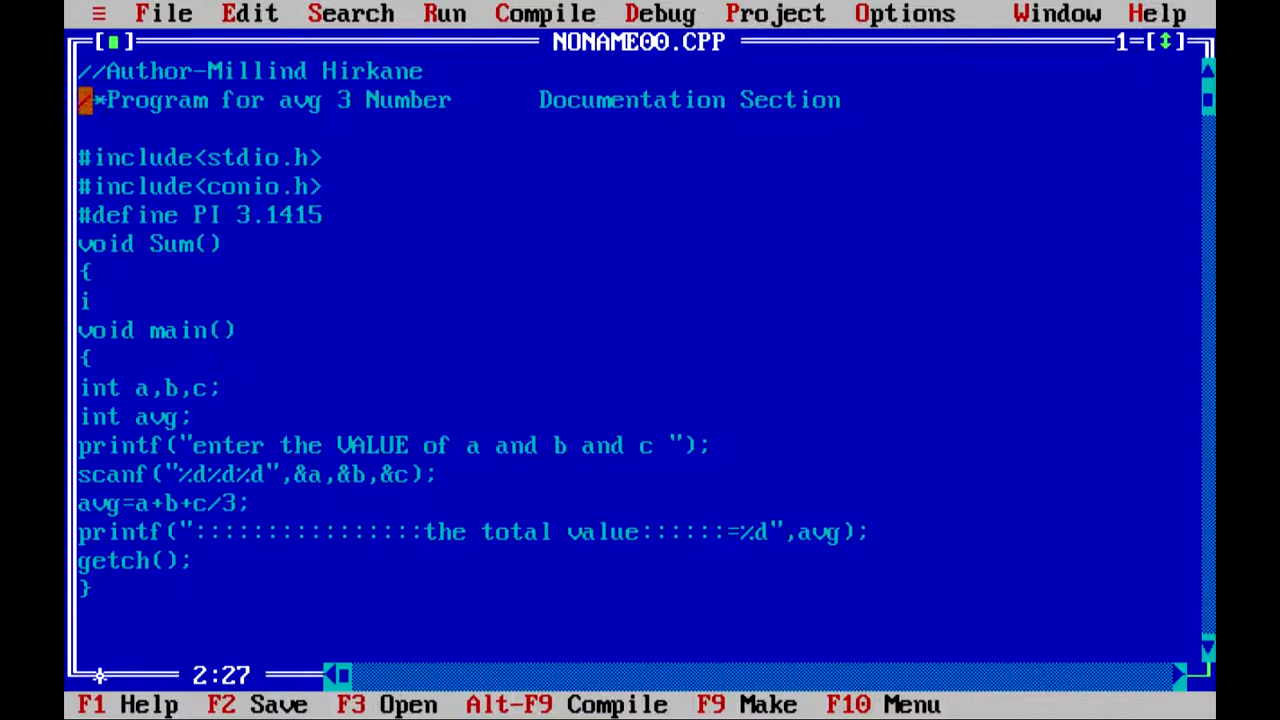 ≡ File Edit Search Run Compile Debug Project Options Window Help
[■] NONAME00.CPP 1=[↕]
//Author-Millind Hirkane
/*Program for avg 3 Number Documentation Section
#include<stdio.h>
#include<conio.h>
#define PI 3.1415
void Sum()
{
i
void main()
{
int a,b,c;
int avg;
printf("enter the VALUE of a and b and c ");
scanf("%d%d%d",&a,&b,&c);
avg=a+b+c/3;
printf("::::::::::::::::the total value::::::=%d",avg);
getch();
}
2:27
F1 Help F2 Save F3 Open Alt-F9 Compile F9 Make F10 Menu